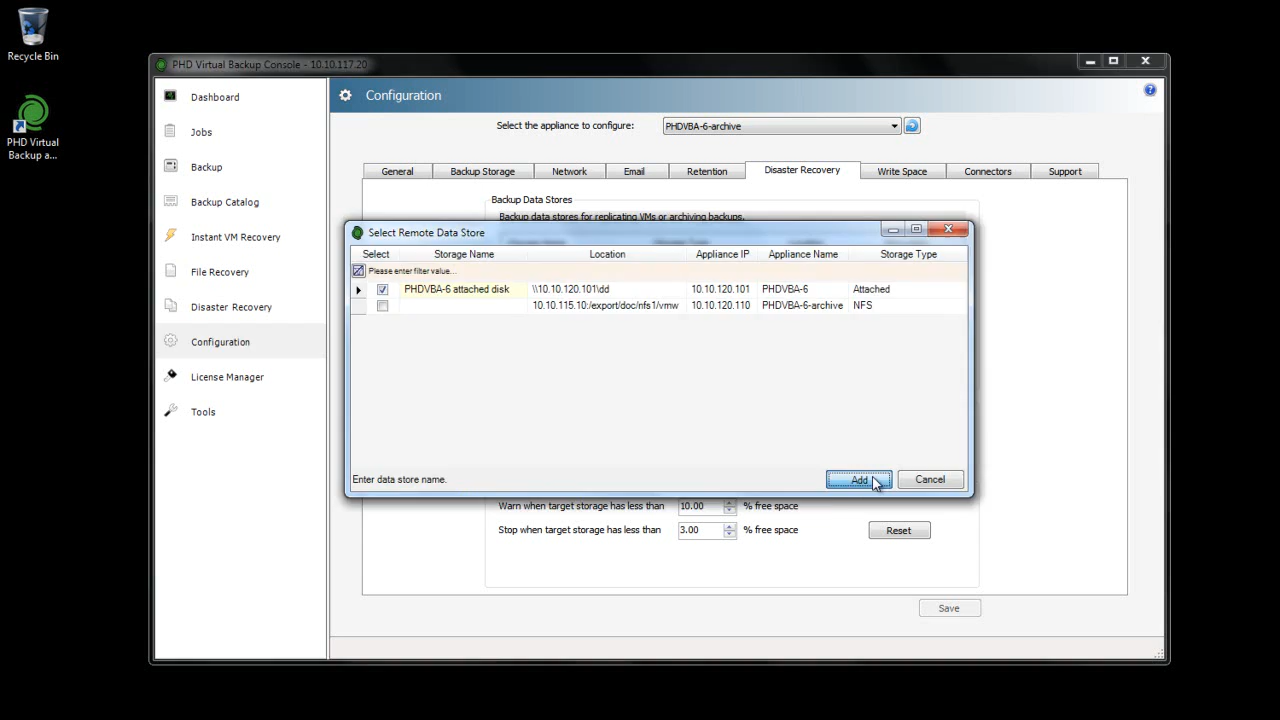 Recycle Bin
PHD Virtual
Backup a...
PHD Virtual Backup Console - 10.10.117.20
Dashboard
Jobs
Backup
Backup Catalog
Instant VM Recovery
File Recovery
Disaster Recovery
Configuration
License Manager
Tools
Configuration
Select the appliance to configure:
PHDVBA-6-archive
General
Backup Storage
Network
Email
Retention
Disaster Recovery
Write Space
Connectors
Support
Backup Data Stores
Backup data stores for replicating VMs or archiving backups.
Select Remote Data Store
Select Storage Name Location Appliance IP Appliance Name Storage Type
Please enter filter value...
PHDVBA-6 attached disk \\10.10.120.101\dd 10.10.120.101 PHDVBA-6 Attached
10.10.115.10:/export/doc/nfs1/vmw 10.10.120.110 PHDVBA-6-archive NFS
Enter data store name.
Add
Cancel
Warn when target storage has less than 10.00 % free space
Stop when target storage has less than 3.00 % free space
Reset
Save